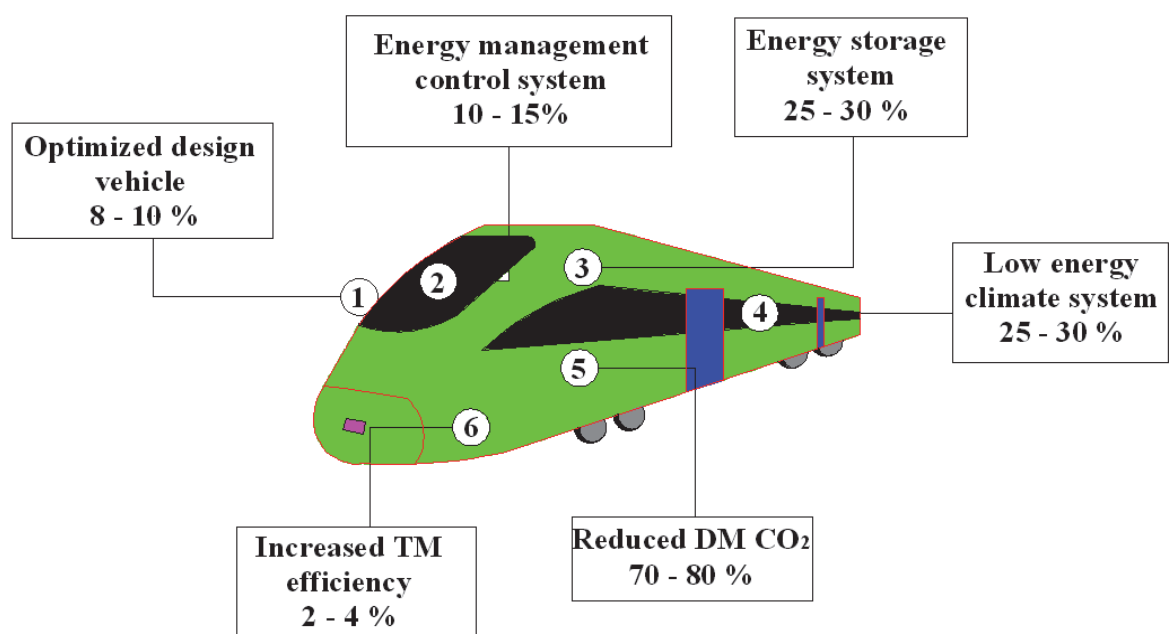 Energy management
control system
10 - 15%
Energy storage
system
25 - 30 %
Optimized design
vehicle
8 - 10 %
Low energy
climate system
25 - 30 %
1
2
3
4
5
6
Increased TM
efficiency
2 - 4 %
Reduced DM CO₂
70 - 80 %